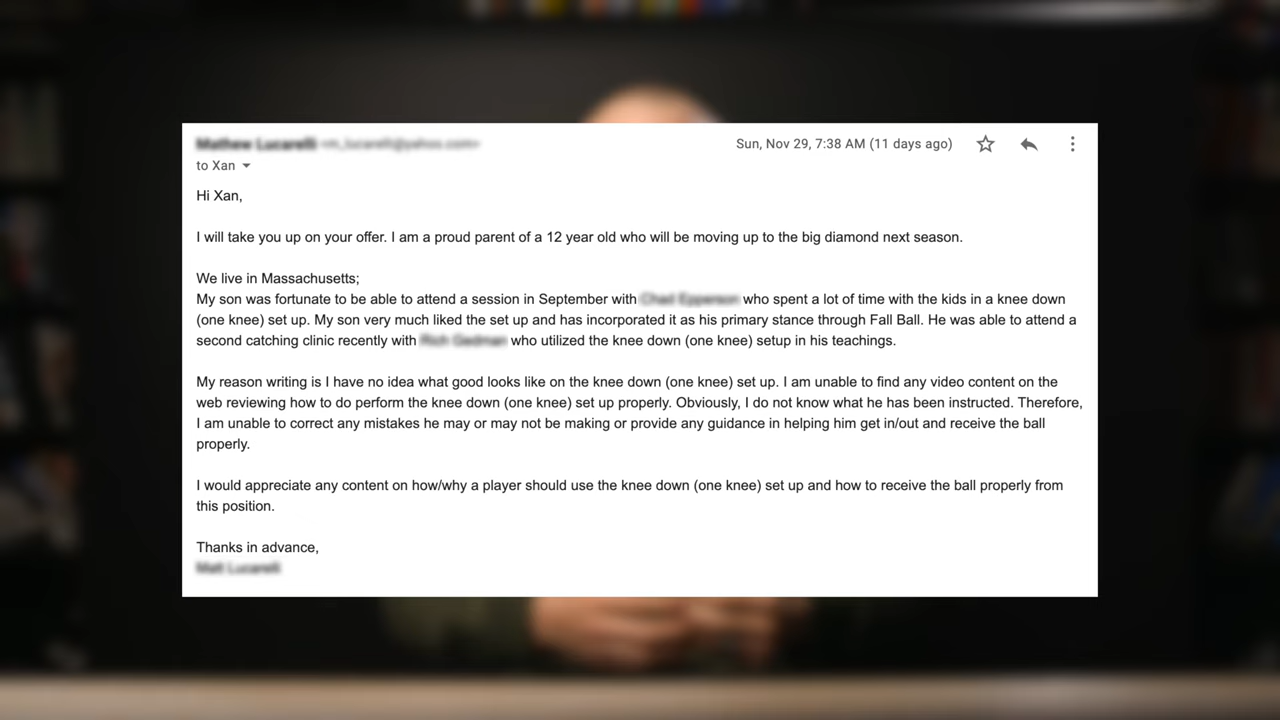 Sun, Nov 29, 7:38 AM (11 days ago)
to Xan
Hi Xan,
I will take you up on your offer. I am a proud parent of a 12 year old who will be moving up to the big diamond next season.
We live in Massachusetts;
My son was fortunate to be able to attend a session in September with who spent a lot of time with the kids in a knee down
(one knee) set up. My son very much liked the set up and has incorporated it as his primary stance through Fall Ball. He was able to attend a
second catching clinic recently with who utilized the knee down (one knee) setup in his teachings.
My reason writing is I have no idea what good looks like on the knee down (one knee) set up. I am unable to find any video content on the
web reviewing how to do perform the knee down (one knee) set up properly. Obviously, I do not know what he has been instructed. Therefore,
I am unable to correct any mistakes he may or may not be making or provide any guidance in helping him get in/out and receive the ball
properly.
I would appreciate any content on how/why a player should use the knee down (one knee) set up and how to receive the ball properly from
this position.
Thanks in advance,